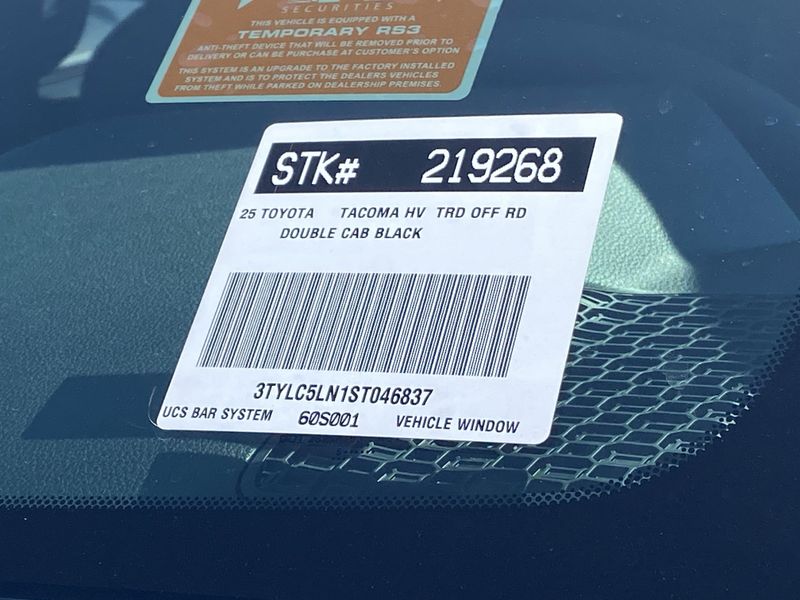 SECURITIES
THIS VEHICLE IS EQUIPPED WITH A
TEMPORARY RS3
ANTI-THEFT DEVICE THAT WILL BE REMOVED PRIOR TO
DELIVERY OR CAN BE PURCHASE AT CUSTOMER'S OPTION
THIS SYSTEM IS AN UPGRADE TO THE FACTORY INSTALLED
SYSTEM AND IS TO PROTECT THE DEALERS VEHICLES
FROM THEFT WHILE PARKED ON DEALERSHIP PREMISES.
STK# 219268
25 TOYOTA TACOMA HV TRD OFF RD
DOUBLE CAB BLACK
3TYLC5LN1ST046837
UCS BAR SYSTEM 60S001 VEHICLE WINDOW